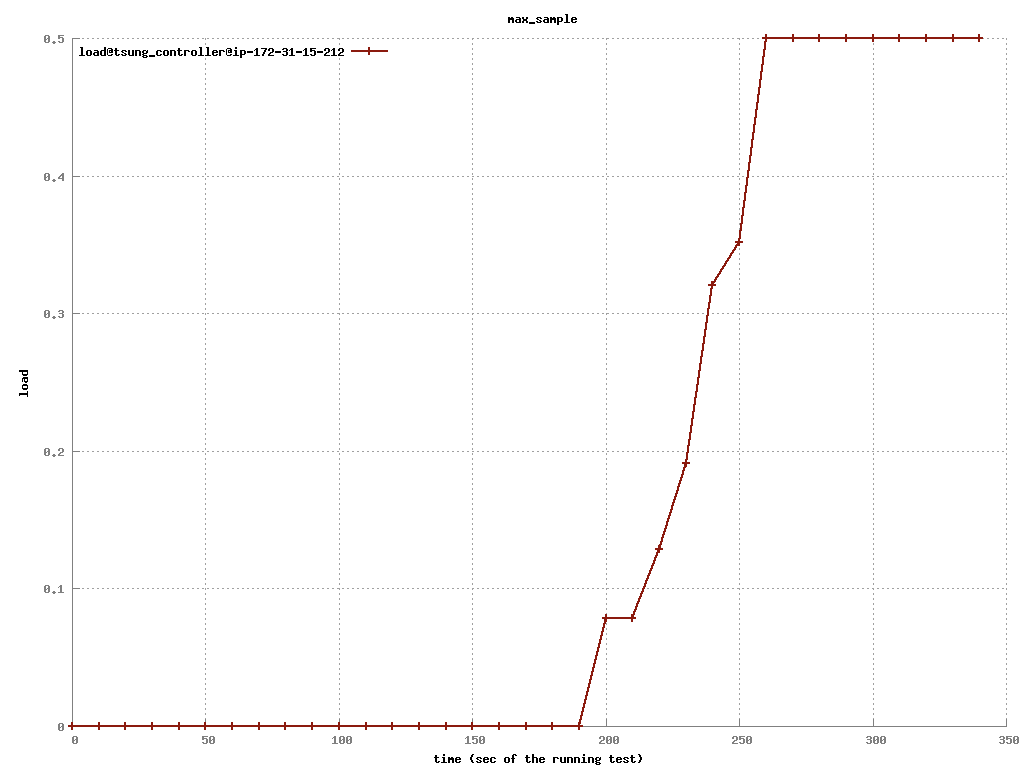 max_sample
load@tsung_controller@ip-172-31-15-212
0.5
0.4
0.3
0.2
0.1
0
load
0 50 100 150 200 250 300 350
time (sec of the running test)